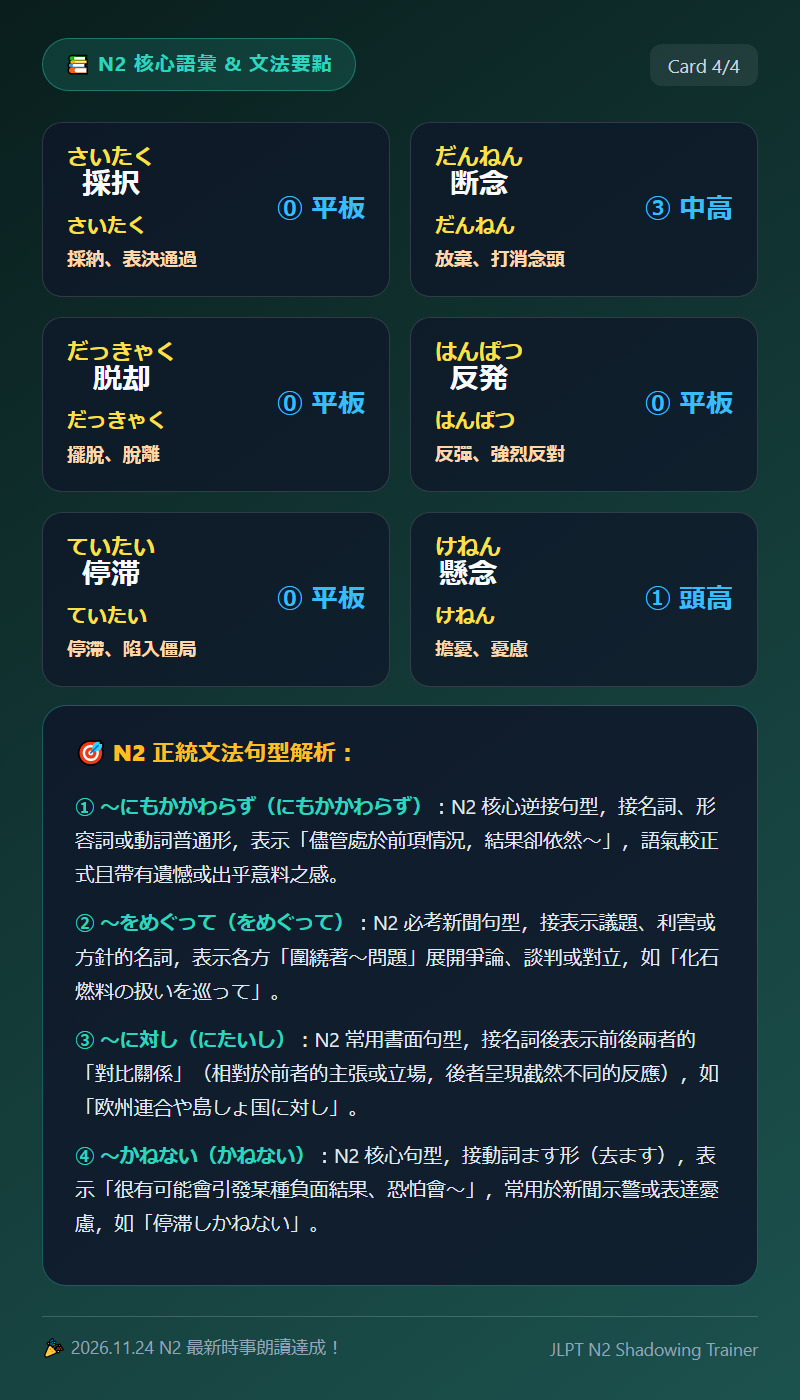 📚 N2 核心語彙 & 文法要點
Card 4/4
さいたく
採択
さいたく
採納、表決通過
⓪ 平板
だんねん
断念
だんねん
放棄、打消念頭
③ 中高
だっきゃく
脱却
だっきゃく
擺脫、脫離
⓪ 平板
はんぱつ
反発
はんぱつ
反彈、強烈反對
⓪ 平板
ていたい
停滞
ていたい
停滯、陷入僵局
⓪ 平板
けねん
懸念
けねん
擔憂、憂慮
① 頭高
🎯 N2 正統文法句型解析：
① ～にもかかわらず（にもかかわらず）：N2 核心逆接句型，接名詞、形
容詞或動詞普通形，表示「儘管處於前項情況，結果卻依然～」，語氣較正
式且帶有遺憾或出乎意料之感。
② ～をめぐって（をめぐって）：N2 必考新聞句型，接表示議題、利害或
方針的名詞，表示各方「圍繞著～問題」展開爭論、談判或對立，如「化石
燃料の扱いを巡って」。
③ ～に対し（にたいし）：N2 常用書面句型，接名詞後表示前後兩者的
「對比關係」（相對於前者的主張或立場，後者呈現截然不同的反應），如
「欧州連合や島しょ国に対し」。
④ ～かねない（かねない）：N2 核心句型，接動詞ます形（去ます），表
示「很有可能會引發某種負面結果、恐怕會～」，常用於新聞示警或表達憂
慮，如「停滞しかねない」。
🎉 2026.11.24 N2 最新時事朗讀達成！
JLPT N2 Shadowing Trainer